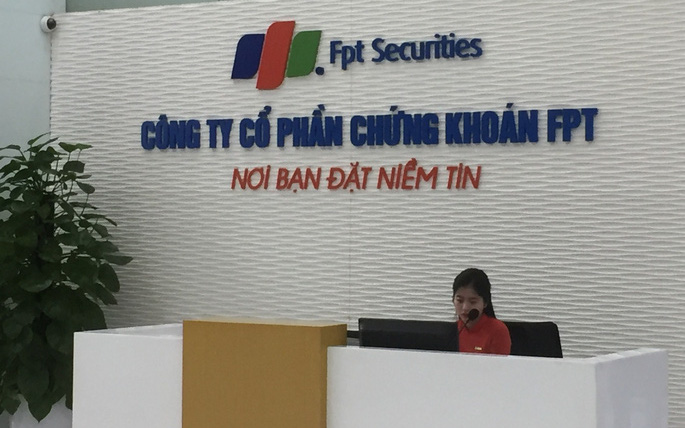 Fpt Securities
CÔNG TY CỔ PHẦN CHỨNG KHOÁN FPT
NƠI BẠN ĐẶT NIỀM TIN